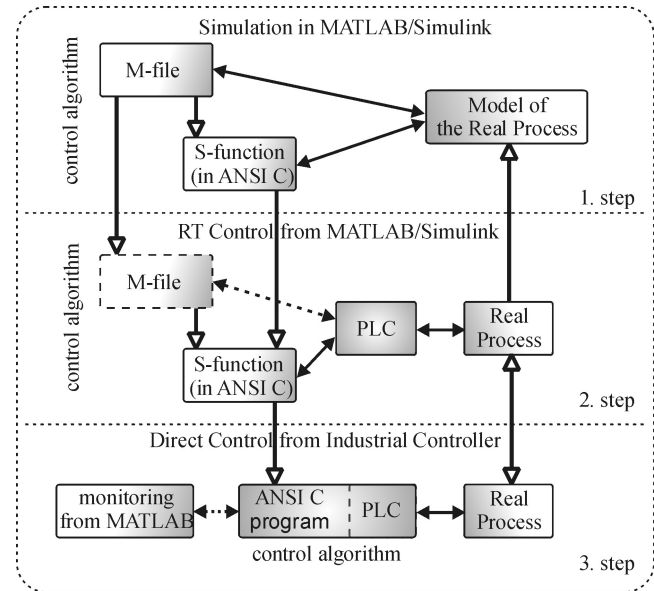 Simulation in MATLAB/Simulink
control algorithm
M-file
Model of
the Real Process
S-function
(in ANSI C)
1. step
RT Control from MATLAB/Simulink
control algorithm
M-file
PLC
Real
Process
S-function
(in ANSI C)
2. step
Direct Control from Industrial Controller
monitoring
from MATLAB
ANSI C
program
PLC
Real
Process
control algorithm
3. step